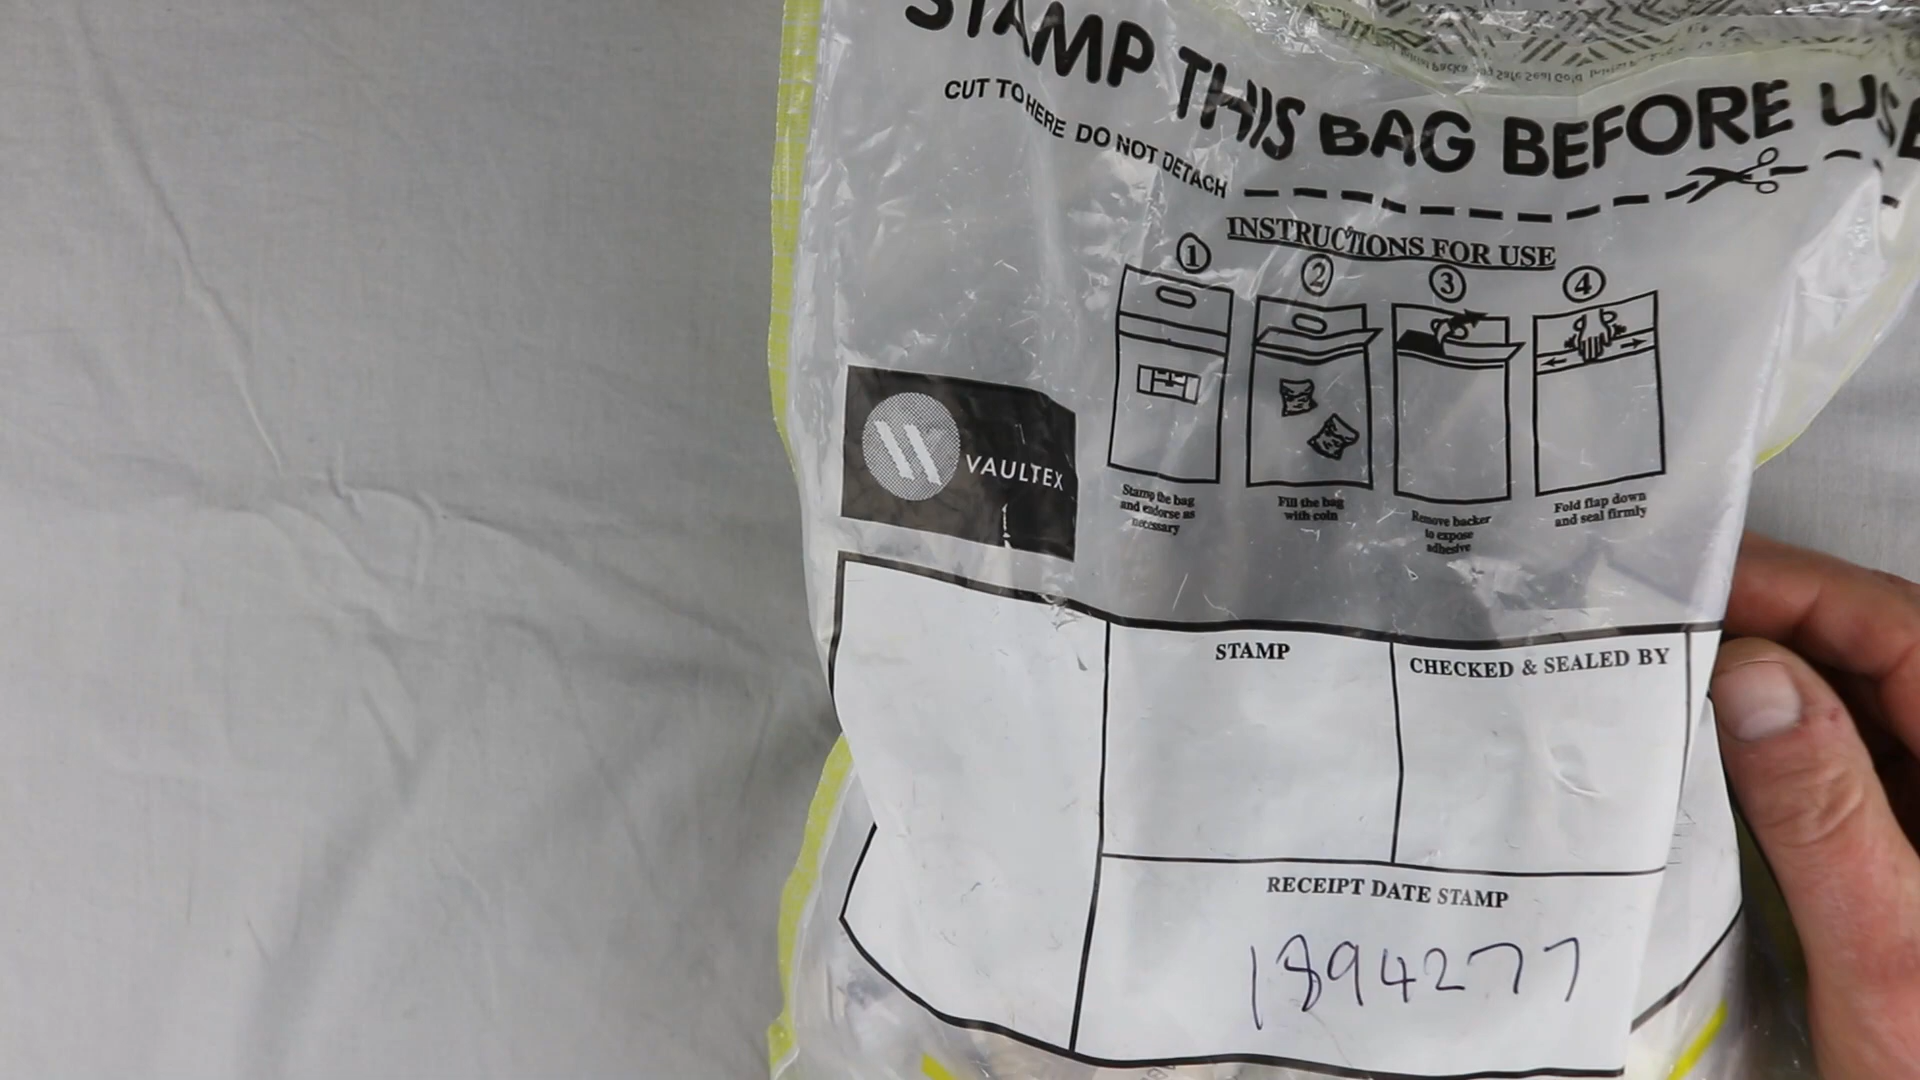 STAMP THIS BAG BEFORE USE
CUT TO HERE DO NOT DETACH
INSTRUCTIONS FOR USE
1
2
3
4
Stamp the bag
and endorse as
necessary
Fill the bag
with coin
Remove backer
to expose
adhesive
Fold flap down
and seal firmly
VAULTEX
STAMP
CHECKED & SEALED BY
RECEIPT DATE STAMP
1894277